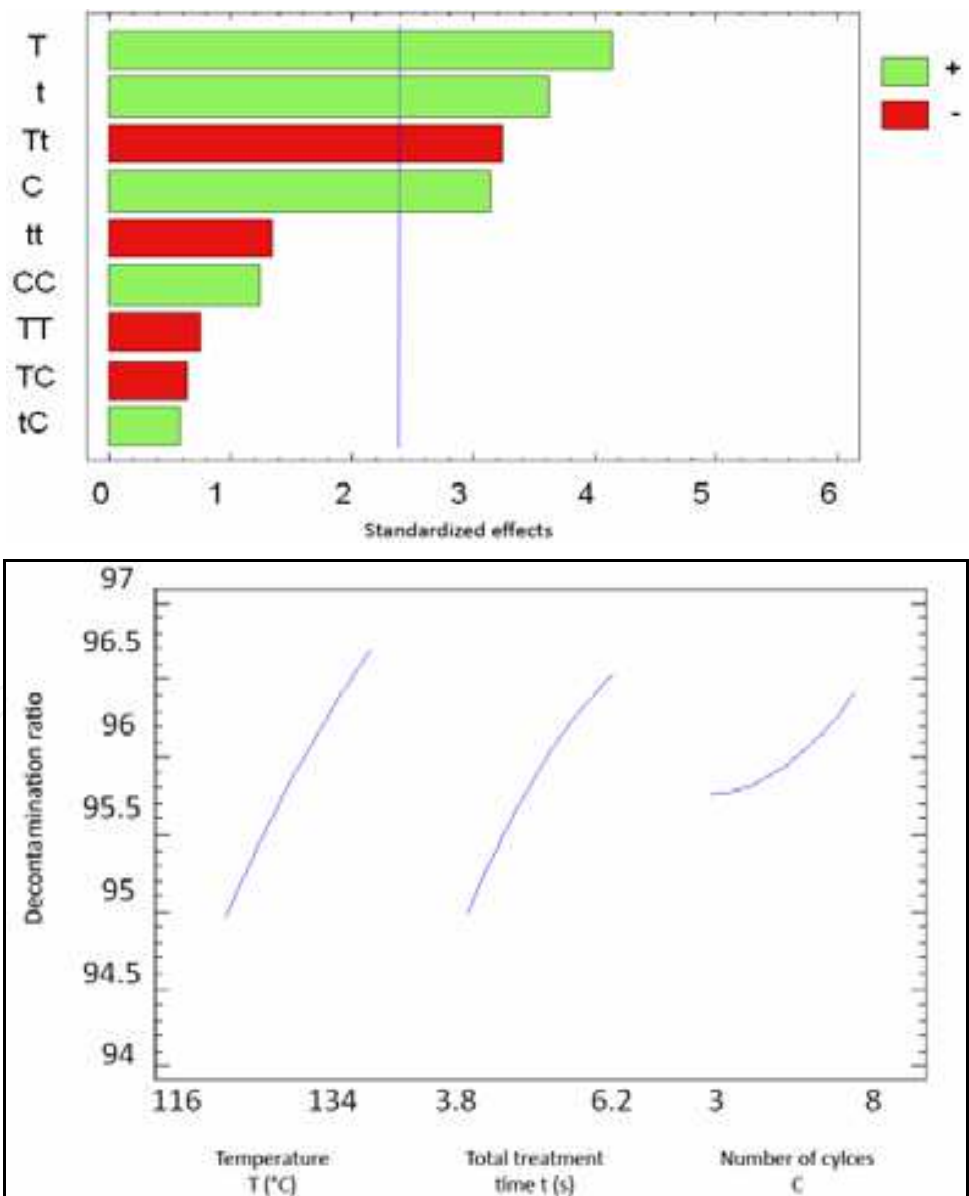 T
+
t
-
Tt
C
tt
CC
TT
TC
tC
0 1 2 3 4 5 6
Standardized effects
97
96.5
96
95.5
95
94.5
94
Decontamination ratio
116 134 3.8 6.2 3 8
Temperature Total treatment Number of cylces
T (°C) time t (s) C